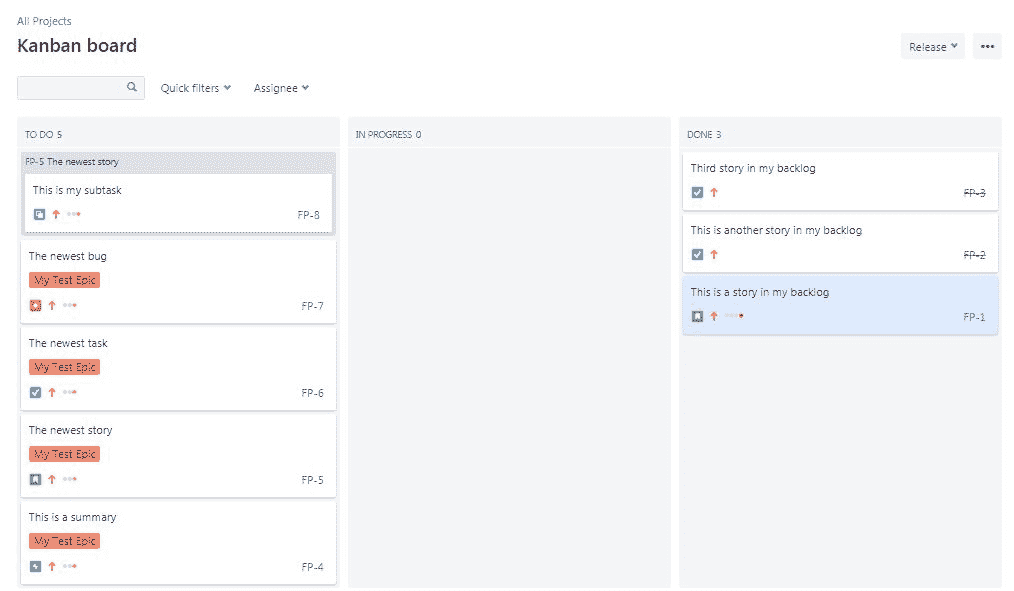 All Projects
Kanban board
Release
Quick filters
Assignee
TO DO 5
FP-5 The newest story
This is my subtask
FP-8
The newest bug
My Test Epic
FP-7
The newest task
My Test Epic
FP-6
The newest story
My Test Epic
FP-5
This is a summary
My Test Epic
FP-4
IN PROGRESS 0
DONE 3
Third story in my backlog
FP-3
This is another story in my backlog
FP-2
This is a story in my backlog
FP-1